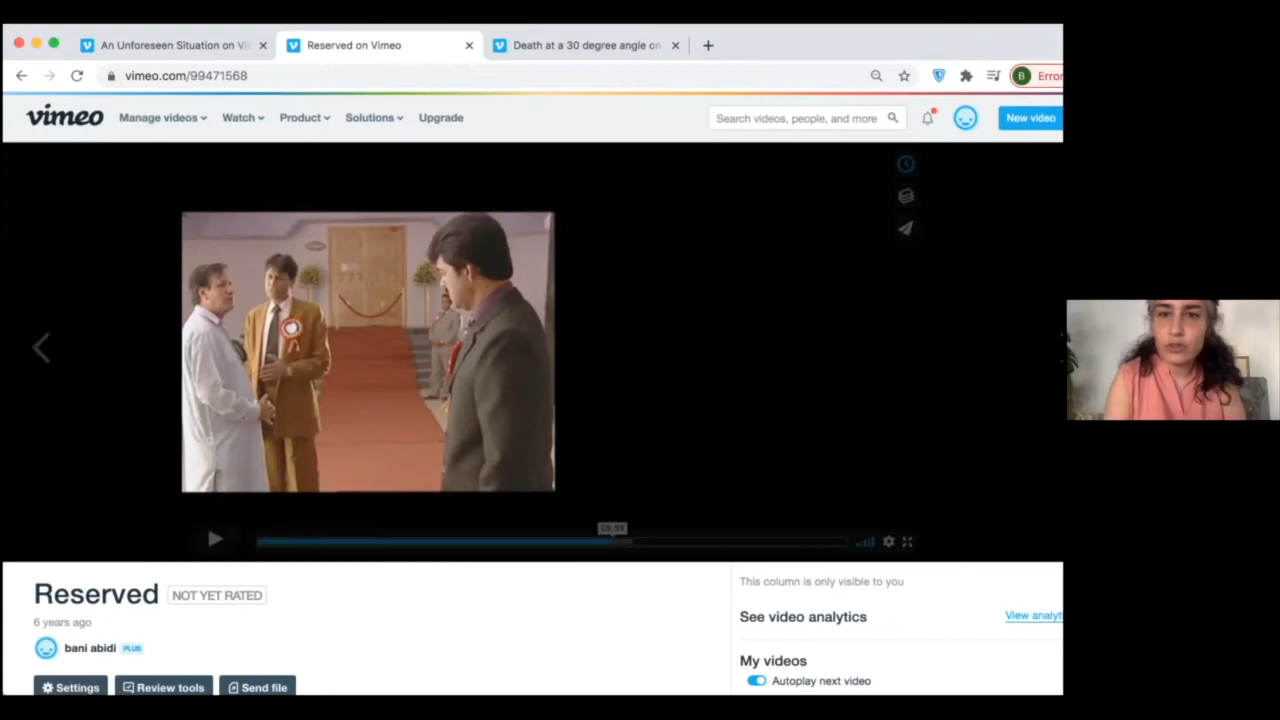 An Unforeseen Situation on Vi
Reserved on Vimeo
Death at a 30 degree angle on
vimeo.com/99471568
B
Error
vimeo
Manage videos
Watch
Product
Solutions
Upgrade
Search videos, people, and more
New video
Reserved
NOT YET RATED
6 years ago
bani abidi PLUS
Settings
Review tools
Send file
This column is only visible to you
See video analytics
View analyt
My videos
Autoplay next video